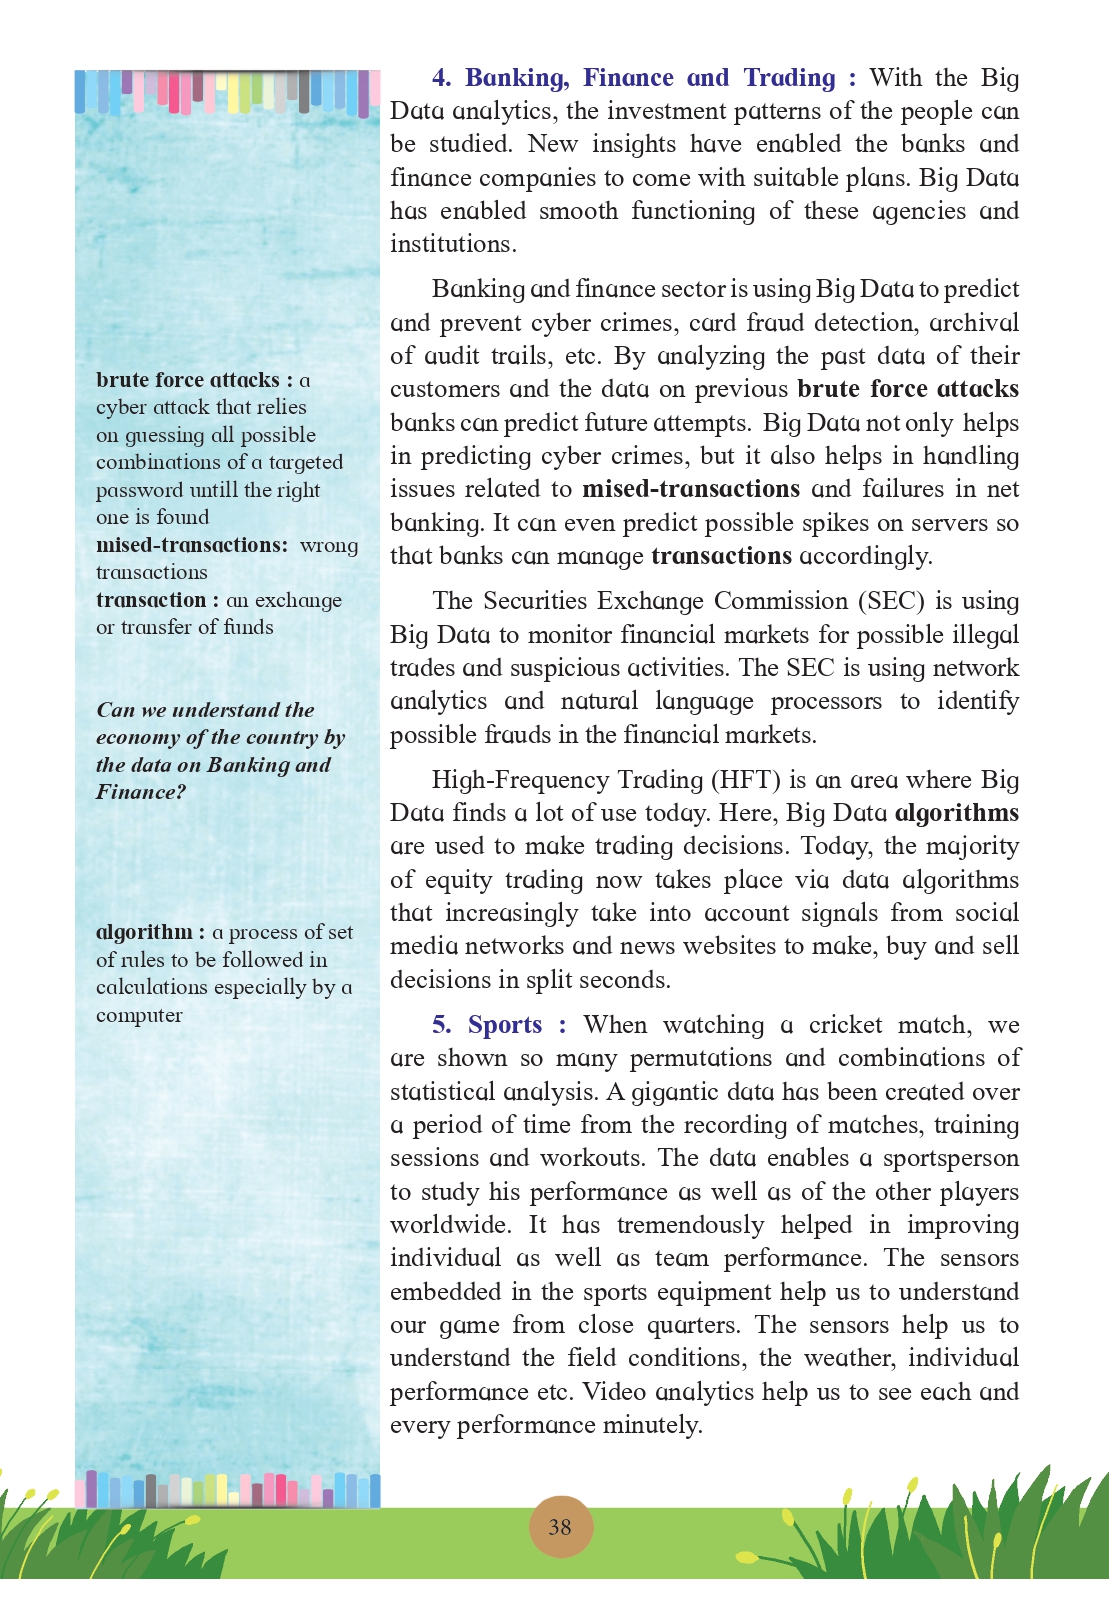 4. Banking, Finance and Trading : With the Big
Data analytics, the investment patterns of the people can
be studied. New insights have enabled the banks and
finance companies to come with suitable plans. Big Data
has enabled smooth functioning of these agencies and
institutions.
Banking and finance sector is using Big Data to predict
and prevent cyber crimes, card fraud detection, archival
of audit trails, etc. By analyzing the past data of their
customers and the data on previous brute force attacks
banks can predict future attempts. Big Data not only helps
in predicting cyber crimes, but it also helps in handling
issues related to mised-transactions and failures in net
banking. It can even predict possible spikes on servers so
that banks can manage transactions accordingly.
The Securities Exchange Commission (SEC) is using
Big Data to monitor financial markets for possible illegal
trades and suspicious activities. The SEC is using network
analytics and natural language processors to identify
possible frauds in the financial markets.
High-Frequency Trading (HFT) is an area where Big
Data finds a lot of use today. Here, Big Data algorithms
are used to make trading decisions. Today, the majority
of equity trading now takes place via data algorithms
that increasingly take into account signals from social
media networks and news websites to make, buy and sell
decisions in split seconds.
5. Sports : When watching a cricket match, we
are shown so many permutations and combinations of
statistical analysis. A gigantic data has been created over
a period of time from the recording of matches, training
sessions and workouts. The data enables a sportsperson
to study his performance as well as of the other players
worldwide. It has tremendously helped in improving
individual as well as team performance. The sensors
embedded in the sports equipment help us to understand
our game from close quarters. The sensors help us to
understand the field conditions, the weather, individual
performance etc. Video analytics help us to see each and
every performance minutely.
brute force attacks : a
cyber attack that relies
on guessing all possible
combinations of a targeted
password untill the right
one is found
mised-transactions: wrong
transactions
transaction : an exchange
or transfer of funds
Can we understand the
economy of the country by
the data on Banking and
Finance?
algorithm : a process of set
of rules to be followed in
calculations especially by a
computer
38